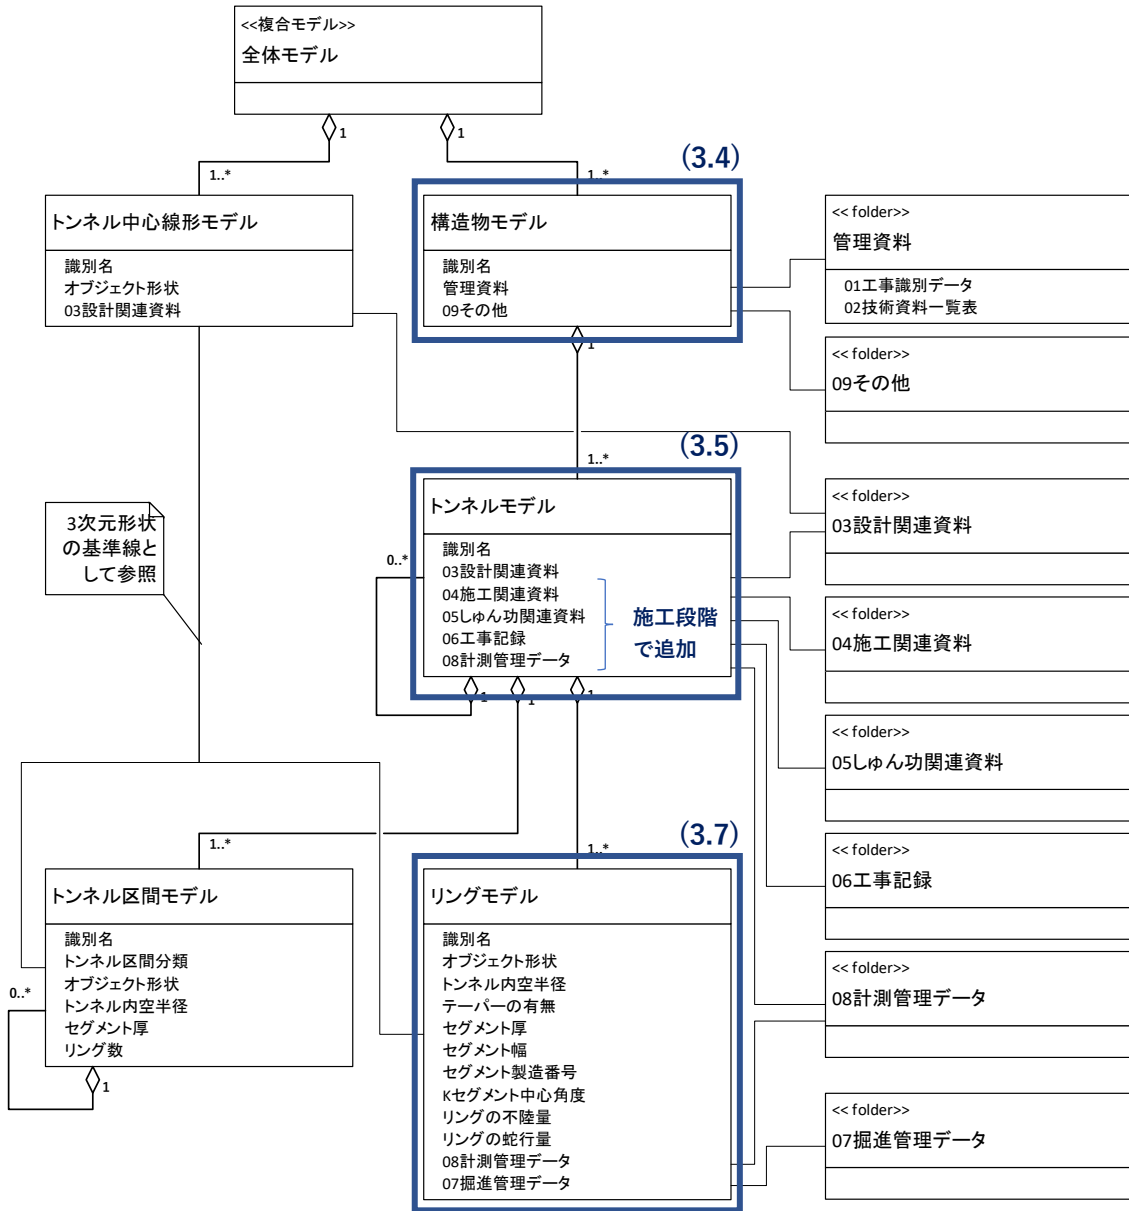 <<複合モデル>>
全体モデル
1
1
1..*
1..*
(3.4)
トンネル中心線形モデル
識別名
オブジェクト形状
03設計関連資料
構造物モデル
識別名
管理資料
09その他
1
<< folder>>
管理資料
01工事識別データ
02技術資料一覧表
<< folder>>
09その他
(3.5)
1..*
3次元形状
の基準線と
して参照
0..*
トンネルモデル
識別名
03設計関連資料
04施工関連資料
05しゅん功関連資料
06工事記録
08計測管理データ
施工段階
で追加
1
1
1
<< folder>>
03設計関連資料
<< folder>>
04施工関連資料
<< folder>>
05しゅん功関連資料
<< folder>>
06工事記録
(3.7)
1..*
1..*
トンネル区間モデル
識別名
トンネル区間分類
オブジェクト形状
トンネル内空半径
セグメント厚
リング数
0..*
1
リングモデル
識別名
オブジェクト形状
トンネル内空半径
テーパーの有無
セグメント厚
セグメント幅
セグメント製造番号
Kセグメント中心角度
リングの不陸量
リングの蛇行量
08計測管理データ
07掘進管理データ
<< folder>>
08計測管理データ
<< folder>>
07掘進管理データ